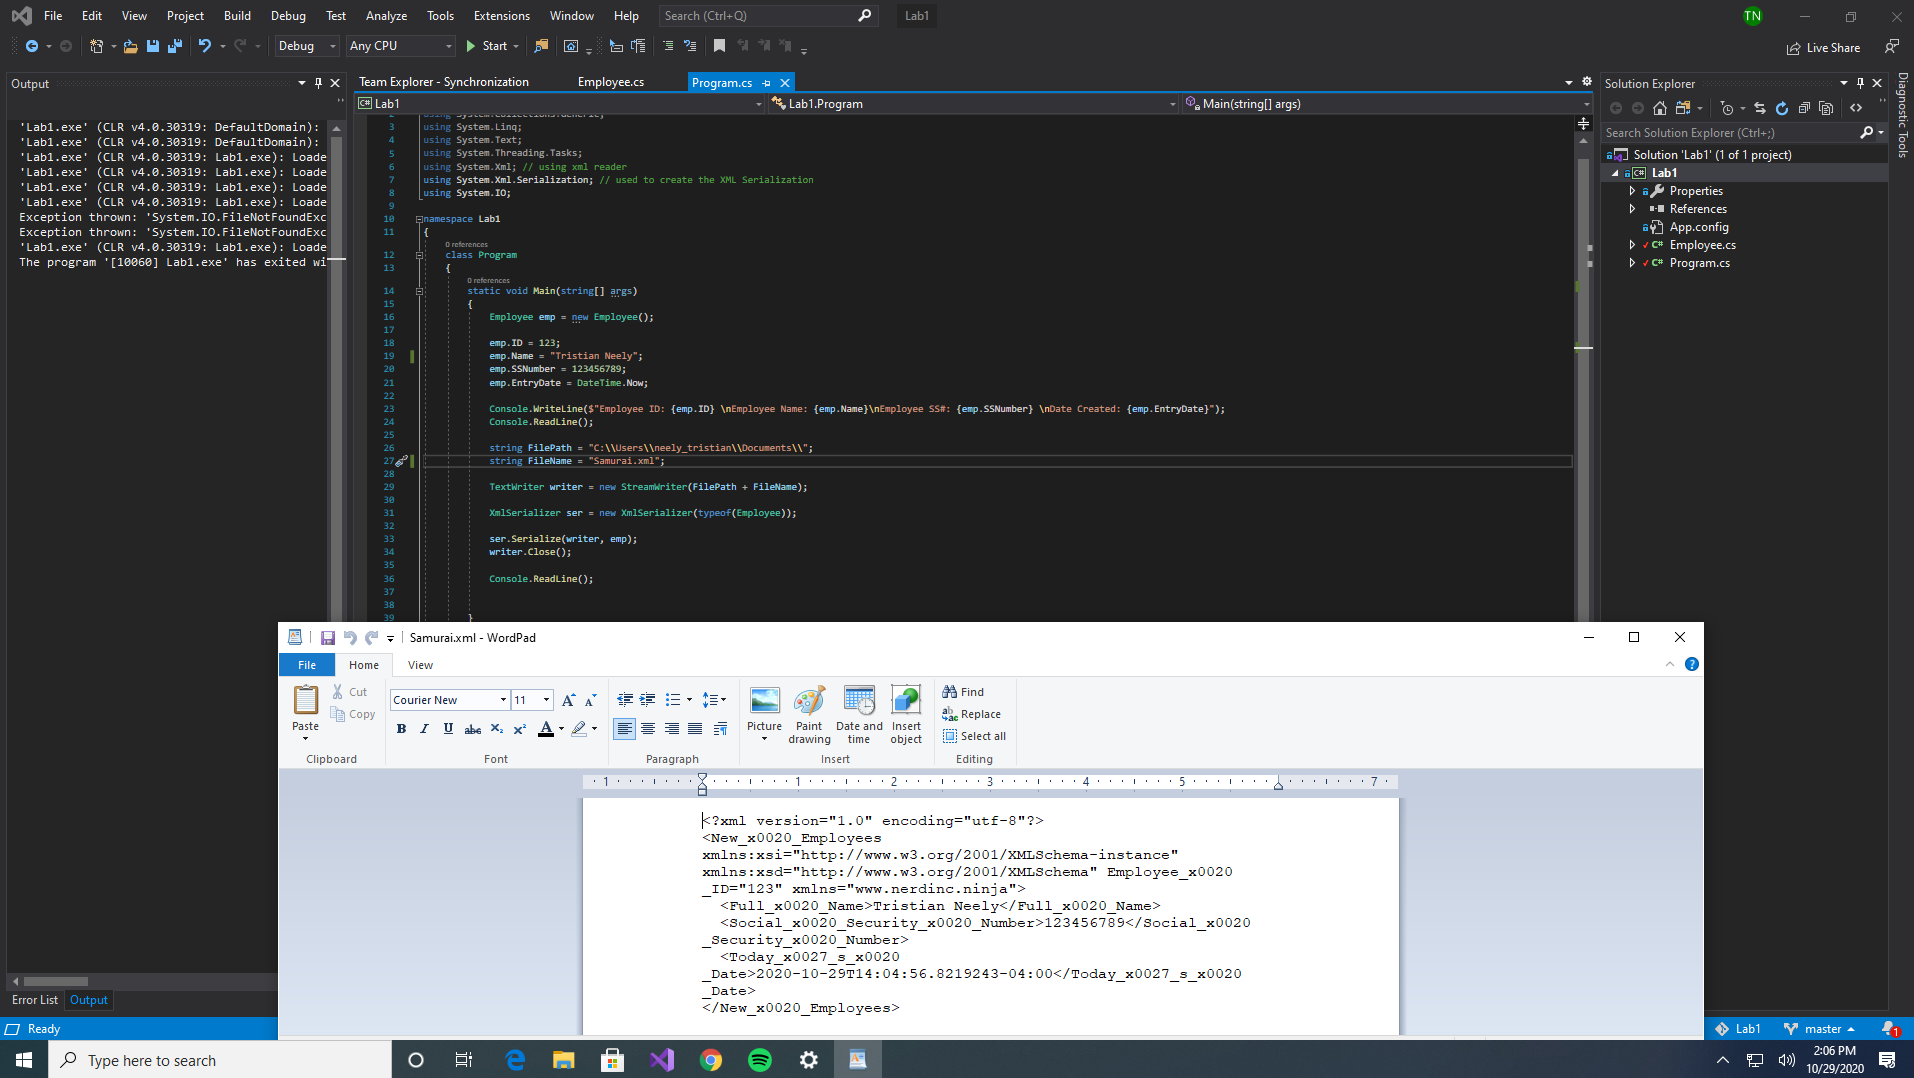 File Edit View Project Build Debug Test Analyze Tools Extensions Window Help Search (Ctrl+Q) Lab1 TN
Debug Any CPU Start Live Share
Output
'Lab1.exe' (CLR v4.0.30319: DefaultDomain):
'Lab1.exe' (CLR v4.0.30319: DefaultDomain):
'Lab1.exe' (CLR v4.0.30319: Lab1.exe): Loade
'Lab1.exe' (CLR v4.0.30319: Lab1.exe): Loade
'Lab1.exe' (CLR v4.0.30319: Lab1.exe): Loade
'Lab1.exe' (CLR v4.0.30319: Lab1.exe): Loade
Exception thrown: 'System.IO.FileNotFoundExc
Exception thrown: 'System.IO.FileNotFoundExc
'Lab1.exe' (CLR v4.0.30319: Lab1.exe): Loade
The program '[10060] Lab1.exe' has exited wi
Error List Output
Team Explorer - Synchronization Employee.cs Program.cs
C# Lab1 Lab1.Program Main(string[] args)
2 using System.Collections.Generic;
3 using System.Linq;
4 using System.Text;
5 using System.Threading.Tasks;
6 using System.Xml; // using xml reader
7 using System.Xml.Serialization; // used to create the XML Serialization
8 using System.IO;
9
10 namespace Lab1
11 {
0 references
12 class Program
13 {
0 references
14 static void Main(string[] args)
15 {
16 Employee emp = new Employee();
17
18 emp.ID = 123;
19 emp.Name = "Tristian Neely";
20 emp.SSNumber = 123456789;
21 emp.EntryDate = DateTime.Now;
22
23 Console.WriteLine($"Employee ID: {emp.ID} \nEmployee Name: {emp.Name}\nEmployee SS#: {emp.SSNumber} \nDate Created: {emp.EntryDate}");
24 Console.ReadLine();
25
26 string FilePath = "C:\\Users\\neely_tristian\\Documents\\";
27 string FileName = "Samurai.xml";
28
29 TextWriter writer = new StreamWriter(FilePath + FileName);
30
31 XmlSerializer ser = new XmlSerializer(typeof(Employee));
32
33 ser.Serialize(writer, emp);
34 writer.Close();
35
36 Console.ReadLine();
37
38
39 }
Solution Explorer
Search Solution Explorer (Ctrl+;)
Solution 'Lab1' (1 of 1 project)
C# Lab1
Properties
References
App.config
C# Employee.cs
C# Program.cs
Diagnostic Tools
Samurai.xml - WordPad
File Home View
Paste Cut Copy
Clipboard
Courier New 11
B I U abc X₂ X² A
Font
Paragraph
Picture Paint drawing Date and time Insert object
Insert
Find
Replace
Select all
Editing
1 1 2 3 4 5 7
<?xml version="1.0" encoding="utf-8"?>
<New_x0020_Employees
xmlns:xsi="http://www.w3.org/2001/XMLSchema-instance"
xmlns:xsd="http://www.w3.org/2001/XMLSchema" Employee_x0020
_ID="123" xmlns="www.nerdinc.ninja">
<Full_x0020_Name>Tristian Neely</Full_x0020_Name>
<Social_x0020_Security_x0020_Number>123456789</Social_x0020
_Security_x0020_Number>
<Today_x0027_s_x0020
_Date>2020-10-29T14:04:56.8219243-04:00</Today_x0027_s_x0020
_Date>
</New_x0020_Employees>
Ready Lab1 master 1
Type here to search
2:06 PM
10/29/2020